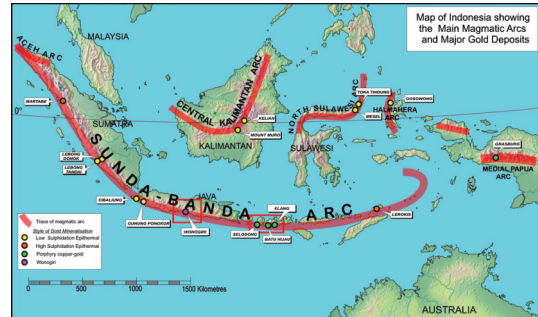 Map of Indonesia showing
the Main Magmatic Arcs
and Major Gold Deposits
ACEH ARC
MALAYSIA
MARTABE
0°
SUMATRA
LEBONG
DONOK
LEBONG
TANDAI
CIBALIUNG
GUNUNG PONGKOR
SUNDA-BANDA ARC
JAVA
WONOGIRI
SELODONG
ELANG
BATU HIJAU
CENTRAL KALIMANTAN ARC
KELIAN
MOUNT MURO
KALIMANTAN
NORTH SULAWESI ARC
SULAWESI
TOKA TINDUNG
MESEL
GOSOWONG
HALMAHERA
ARC
0°
GRASBURG
MEDIAL PAPUA
ARC
LEROKIS
AUSTRALIA
Trace of magmatic arc
Style of Gold Mineralisation
Low Sulphidation Epithermal
High Sulphidation Epithermal
Porphyry copper-gold
Wonogiri
0
500
1000
1500 Kilometres